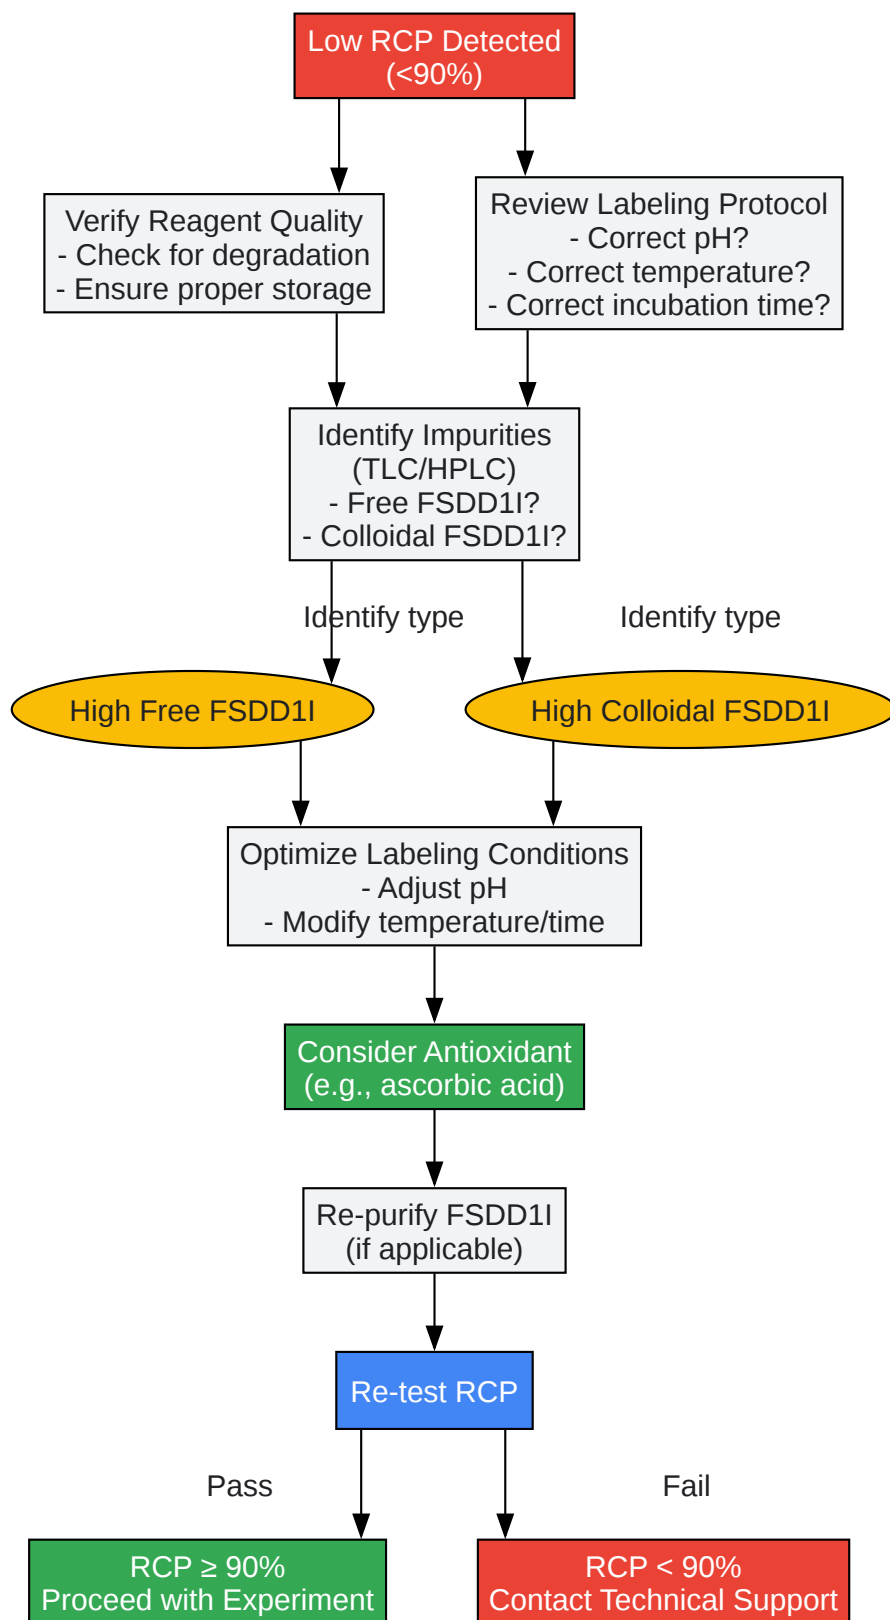 Low RCP Detected
(<90%)
Verify Reagent Quality
- Check for degradation
- Ensure proper storage
Review Labeling Protocol
- Correct pH?
- Correct temperature?
- Correct incubation time?
Identify Impurities
(TLC/HPLC)
- Free FSDD1I?
- Colloidal FSDD1I?
Identify type
Identify type
High Free FSDD1I
High Colloidal FSDD1I
Optimize Labeling Conditions
- Adjust pH
- Modify temperature/time
Consider Antioxidant
(e.g., ascorbic acid)
Re-purify FSDD1I
(if applicable)
Re-test RCP
Pass
Fail
RCP ≥ 90%
Proceed with Experiment
RCP < 90%
Contact Technical Support